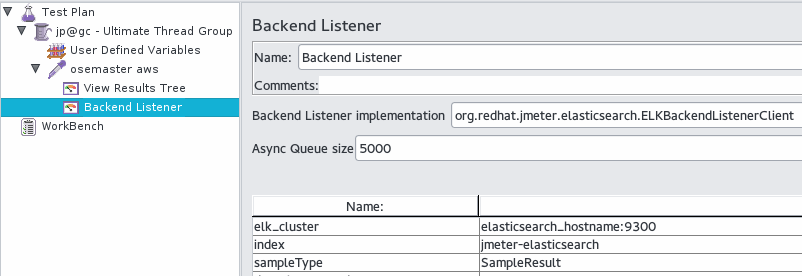 Test Plan
jp@gc - Ultimate Thread Group
User Defined Variables
osemaster aws
View Results Tree
Backend Listener
WorkBench
Backend Listener
Name: Backend Listener
Comments:
Backend Listener implementation org.redhat.jmeter.elasticsearch.ELKBackendListenerClient
Async Queue size 5000
Name:
elk_cluster elasticsearch_hostname:9300
index jmeter-elasticsearch
sampleType SampleResult